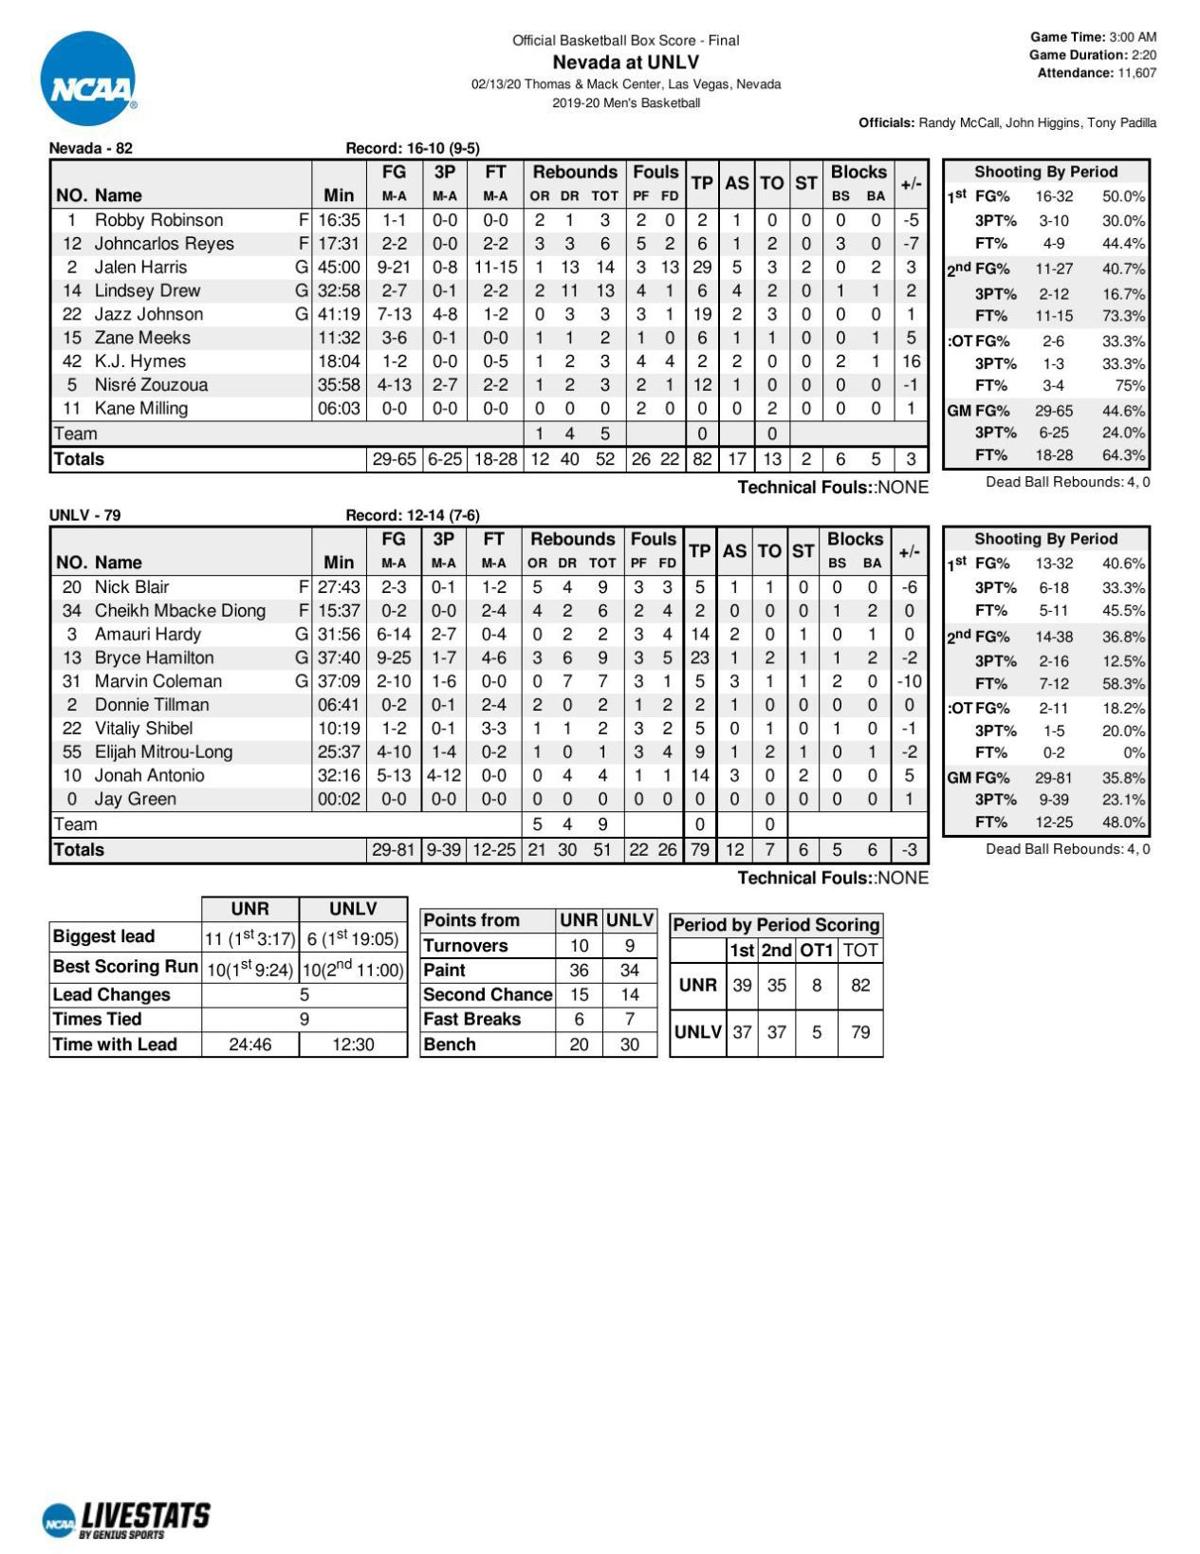 Official Basketball Box Score - Final
Nevada at UNLV
02/13/20 Thomas & Mack Center, Las Vegas, Nevada
2019-20 Men's Basketball
Game Time: 3:00 AM
Game Duration: 2:20
Attendance: 11,607
NCAA®
Officials: Randy McCall, John Higgins, Tony Padilla
Nevada - 82 Record: 16-10 (9-5)
FG 3P FT Rebounds Fouls TP AS TO ST Blocks +/-
NO. Name Min M-A M-A M-A OR DR TOT PF FD BS BA
1 Robby Robinson F 16:35 1-1 0-0 0-0 2 1 3 2 0 2 1 0 0 0 0 -5
12 Johncarlos Reyes F 17:31 2-2 0-0 2-2 3 3 6 5 2 6 1 2 0 3 0 -7
2 Jalen Harris G 45:00 9-21 0-8 11-15 1 13 14 3 13 29 5 3 2 0 2 3
14 Lindsey Drew G 32:58 2-7 0-1 2-2 2 11 13 4 1 6 4 2 0 1 1 2
22 Jazz Johnson G 41:19 7-13 4-8 1-2 0 3 3 3 1 19 2 3 0 0 0 1
15 Zane Meeks 11:32 3-6 0-1 0-0 1 1 2 1 0 6 1 1 0 0 1 5
42 K.J. Hymes 18:04 1-2 0-0 0-5 1 2 3 4 4 2 2 0 0 2 1 16
5 Nisré Zouzoua 35:58 4-13 2-7 2-2 1 2 3 2 1 12 1 0 0 0 0 -1
11 Kane Milling 06:03 0-0 0-0 0-0 0 0 0 2 0 0 0 2 0 0 0 1
Team 1 4 5 0 0
Totals 29-65 6-25 18-28 12 40 52 26 22 82 17 13 2 6 5 3
Technical Fouls::NONE
Shooting By Period
1st FG% 16-32 50.0%
3PT% 3-10 30.0%
FT% 4-9 44.4%
2nd FG% 11-27 40.7%
3PT% 2-12 16.7%
FT% 11-15 73.3%
:OT FG% 2-6 33.3%
3PT% 1-3 33.3%
FT% 3-4 75%
GM FG% 29-65 44.6%
3PT% 6-25 24.0%
FT% 18-28 64.3%
Dead Ball Rebounds: 4, 0
UNLV - 79 Record: 12-14 (7-6)
FG 3P FT Rebounds Fouls TP AS TO ST Blocks +/-
NO. Name Min M-A M-A M-A OR DR TOT PF FD BS BA
20 Nick Blair F 27:43 2-3 0-1 1-2 5 4 9 3 3 5 1 1 0 0 0 -6
34 Cheikh Mbacke Diong F 15:37 0-2 0-0 2-4 4 2 6 2 4 2 0 0 0 1 2 0
3 Amauri Hardy G 31:56 6-14 2-7 0-4 0 2 2 3 4 14 2 0 1 0 1 0
13 Bryce Hamilton G 37:40 9-25 1-7 4-6 3 6 9 3 5 23 1 2 1 1 2 -2
31 Marvin Coleman G 37:09 2-10 1-6 0-0 0 7 7 3 1 5 3 1 1 2 0 -10
2 Donnie Tillman 06:41 0-2 0-1 2-4 2 0 2 1 2 2 1 0 0 0 0 0
22 Vitaliy Shibel 10:19 1-2 0-1 3-3 1 1 2 3 2 5 0 1 0 1 0 -1
55 Elijah Mitrou-Long 25:37 4-10 1-4 0-2 1 0 1 3 4 9 1 2 1 0 1 -2
10 Jonah Antonio 32:16 5-13 4-12 0-0 0 4 4 1 1 14 3 0 2 0 0 5
0 Jay Green 00:02 0-0 0-0 0-0 0 0 0 0 0 0 0 0 0 0 0 1
Team 5 4 9 0 0
Totals 29-81 9-39 12-25 21 30 51 22 26 79 12 7 6 5 6 -3
Technical Fouls::NONE
Shooting By Period
1st FG% 13-32 40.6%
3PT% 6-18 33.3%
FT% 5-11 45.5%
2nd FG% 14-38 36.8%
3PT% 2-16 12.5%
FT% 7-12 58.3%
:OT FG% 2-11 18.2%
3PT% 1-5 20.0%
FT% 0-2 0%
GM FG% 29-81 35.8%
3PT% 9-39 23.1%
FT% 12-25 48.0%
Dead Ball Rebounds: 4, 0
UNR UNLV
Biggest lead 11 (1st 3:17) 6 (1st 19:05)
Best Scoring Run 10(1st 9:24) 10(2nd 11:00)
Lead Changes 5
Times Tied 9
Time with Lead 24:46 12:30
Points from UNR UNLV
Turnovers 10 9
Paint 36 34
Second Chance 15 14
Fast Breaks 6 7
Bench 20 30
Period by Period Scoring
1st 2nd OT1 TOT
UNR 39 35 8 82
UNLV 37 37 5 79
NCAA LIVESTATS
BY GENIUS SPORTS